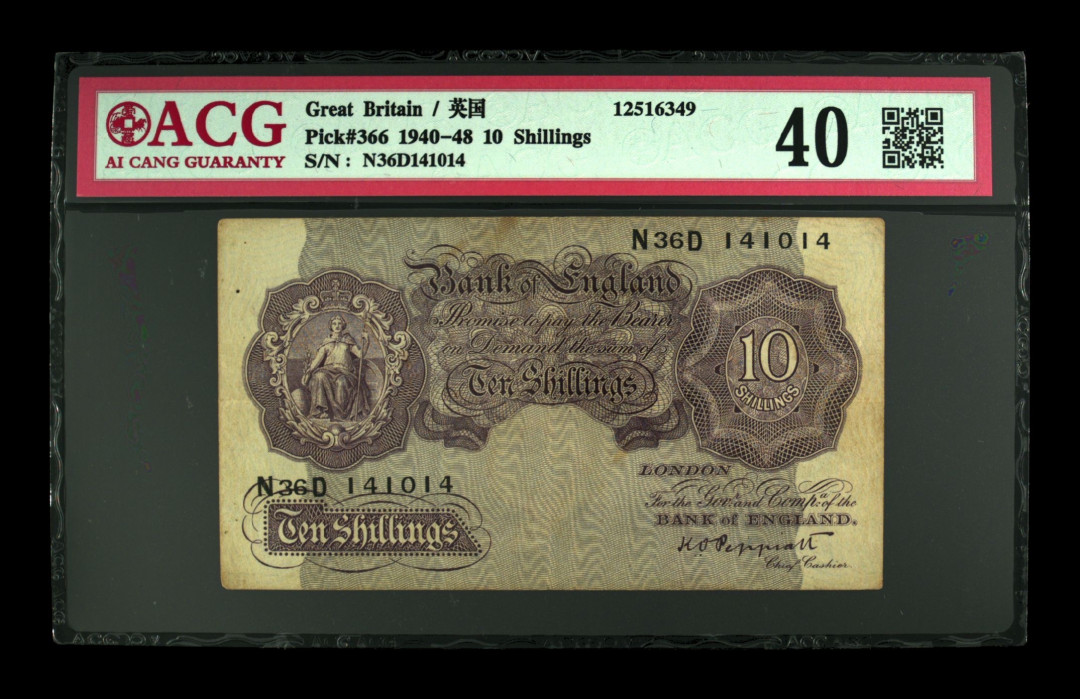 ACG
AI CANG GUARANTY
Great Britain / 英国
12516349
Pick#366 1940-48 10 Shillings
S/N: N36D141014
40
N36D 141014
Bank of England
Promise to pay the Bearer
on Demand the sum of
Ten Shillings
10
SHILLINGS
N36D 141014
Ten Shillings
LONDON
For the Govr. and Compa. of the
BANK of ENGLAND.
K O Peppiatt
Chief Cashier